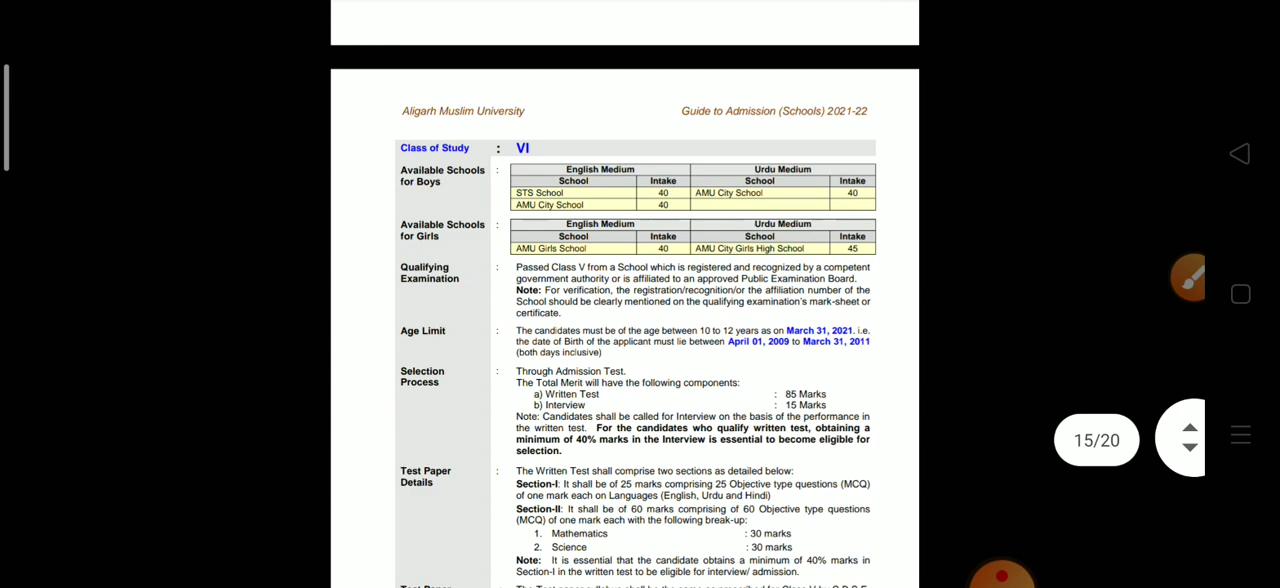 Aligarh Muslim University Guide to Admission (Schools) 2021-22
Class of Study : VI
Available Schools for Boys :
English Medium Urdu Medium
School Intake School Intake
STS School 40 AMU City School 40
AMU City School 40
Available Schools for Girls :
English Medium Urdu Medium
School Intake School Intake
AMU Girls School 40 AMU City Girls High School 45
Qualifying Examination :
Passed Class V from a School which is registered and recognized by a competent
government authority or is affiliated to an approved Public Examination Board.
Note: For verification, the registration/recognition/or the affiliation number of the
School should be clearly mentioned on the qualifying examination's mark-sheet or
certificate.
Age Limit : The candidates must be of the age between 10 to 12 years as on March 31, 2021. i.e.
the date of Birth of the applicant must lie between April 01, 2009 to March 31, 2011
(both days inclusive)
Selection Process : Through Admission Test.
The Total Merit will have the following components:
a) Written Test : 85 Marks
b) Interview : 15 Marks
Note: Candidates shall be called for Interview on the basis of the performance in
the written test. For the candidates who qualify written test, obtaining a
minimum of 40% marks in the Interview is essential to become eligible for
selection.
Test Paper Details : The Written Test shall comprise two sections as detailed below:
Section-I: It shall be of 25 marks comprising 25 Objective type questions (MCQ)
of one mark each on Languages (English, Urdu and Hindi)
Section-II: It shall be of 60 marks comprising of 60 Objective type questions
(MCQ) of one mark each with the following break-up:
1. Mathematics : 30 marks
2. Science : 30 marks
Note: It is essential that the candidate obtains a minimum of 40% marks in
Section-I in the written test to be eligible for interview/ admission.
15/20